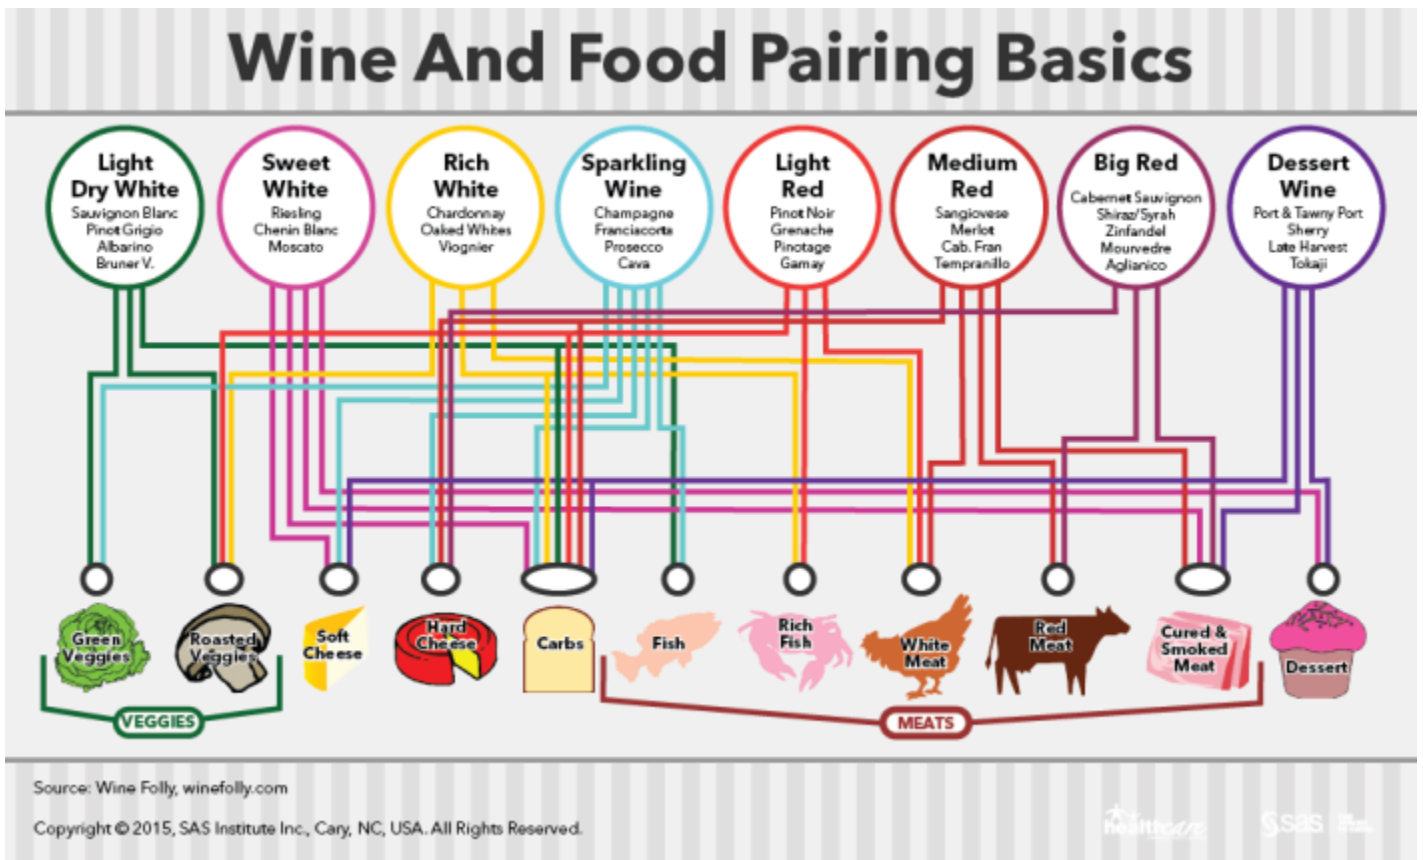 Wine And Food Pairing Basics
Light
Dry White
Sauvignon Blanc
Pinot Grigio
Albarino
Bruner V.
Sweet
White
Riesling
Chenin Blanc
Moscato
Rich
White
Chardonnay
Oaked Whites
Viognier
Sparkling
Wine
Champagne
Franciacorta
Prosecco
Cava
Light
Red
Pinot Noir
Grenache
Pinotage
Gamay
Medium
Red
Sangiovese
Merlot
Cab. Fran
Tempranillo
Big Red
Cabernet Sauvignon
Shiraz/Syrah
Zinfandel
Mourvedre
Aglianico
Dessert
Wine
Port & Tawny Port
Sherry
Late Harvest
Tokaji
Green
Veggies
Roasted
Veggies
Soft
Cheese
Hard
Cheese
Carbs
Fish
Rich
Fish
White
Meat
Red
Meat
Cured &
Smoked
Meat
Dessert
VEGGIES
MEATS
Source: Wine Folly, winefolly.com
Copyright © 2015, SAS Institute Inc., Cary, NC, USA. All Rights Reserved.
healthcare
sas